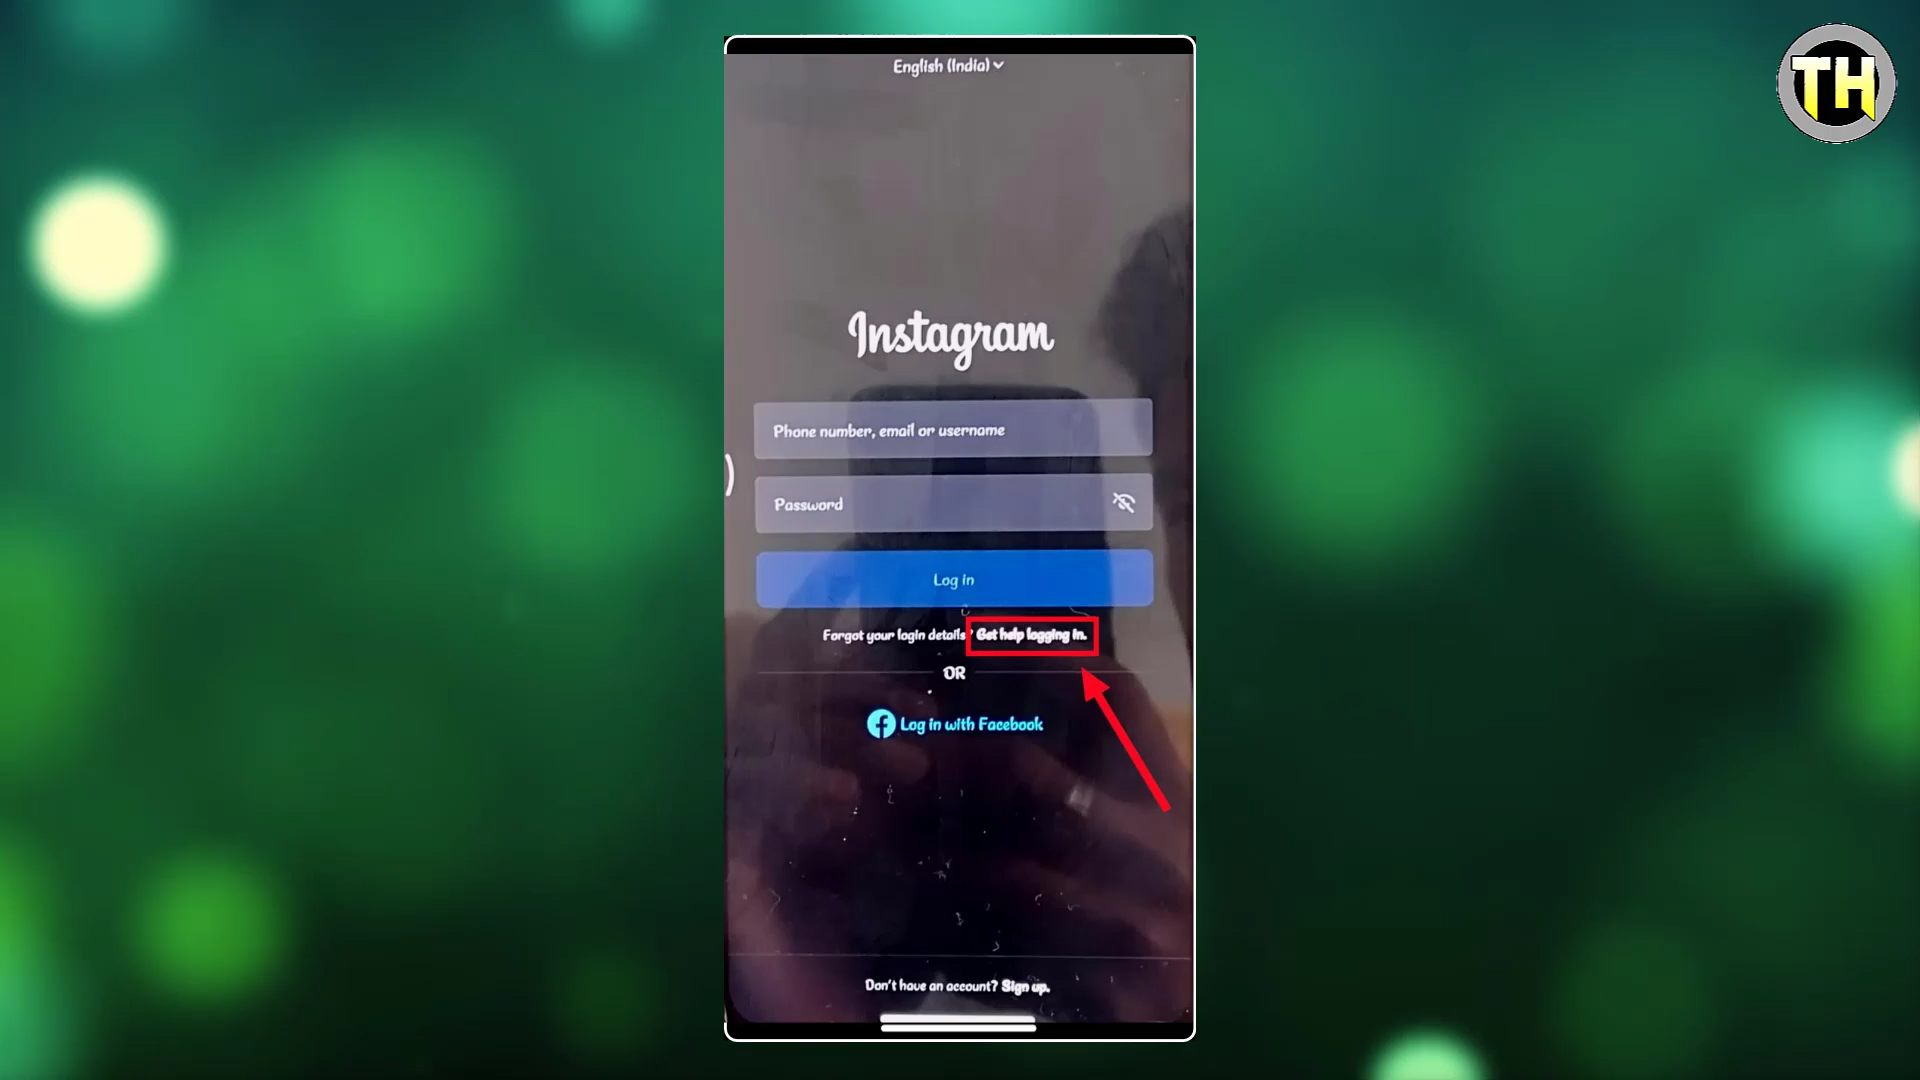 TH
English (India)
Instagram
Phone number, email or username
Password
Log in
Forgot your login details? Get help logging in.
OR
Log in with Facebook
Don't have an account? Sign up.